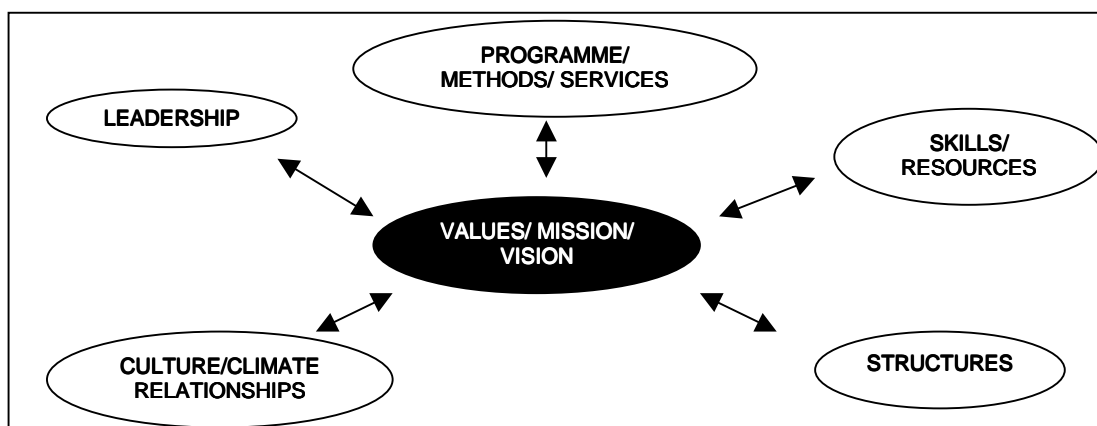 PROGRAMME/
METHODS/ SERVICES
LEADERSHIP
SKILLS/
RESOURCES
VALUES/ MISSION/
VISION
CULTURE/CLIMATE
RELATIONSHIPS
STRUCTURES